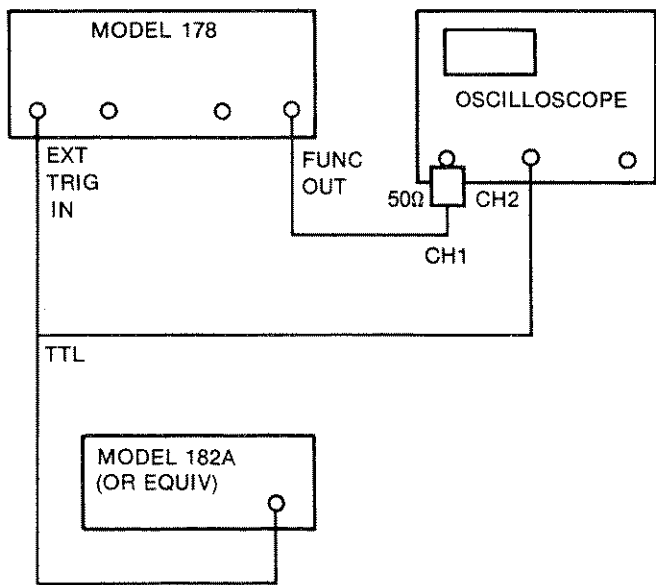 MODEL 178
OSCILLOSCOPE
EXT
TRIG
IN
FUNC
OUT
50Ω
CH2
CH1
TTL
MODEL 182A
(OR EQUIV)